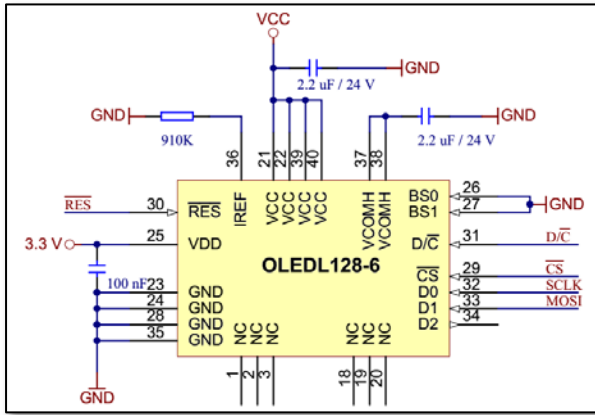 VCC
2.2 uF / 24 V
GND
GND
910K
GND
2.2 uF / 24 V
36
21
22
39
40
37
38
RES
30
RES
IREF
VCC
VCC
VCC
VCC
VCOMH
VCOMH
BS0
26
BS1
27
GND
3.3 V
25
VDD
D/C
31
D/C
OLEDL128-6
100 nF
CS
29
CS
23
GND
D0
32
SCLK
24
GND
D1
33
MOSI
28
GND
D2
34
35
GND
NC
NC
NC
NC
NC
NC
1
2
3
18
19
20
GND